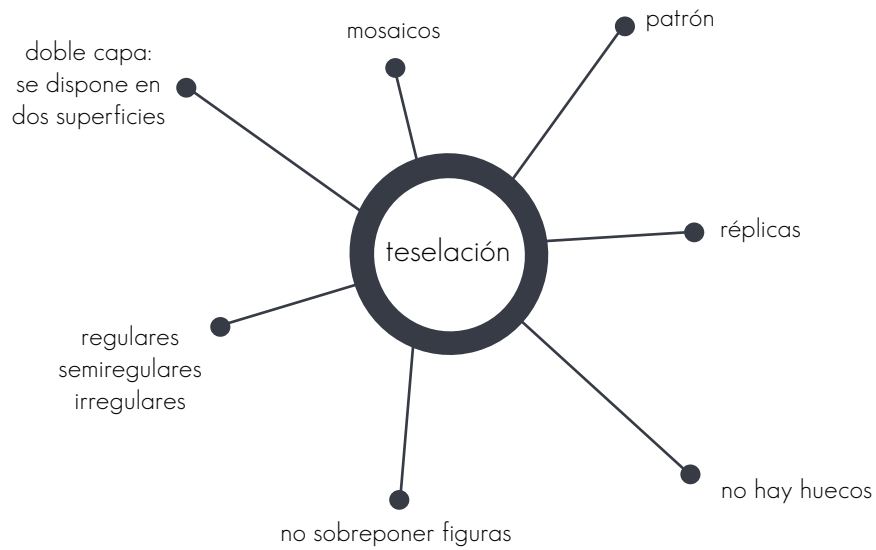 mosaicos
patrón
doble capa:
se dispone en
dos superficies
réplicas
teselación
regulares
semiregulares
irregulares
no hay huecos
no sobreponer figuras